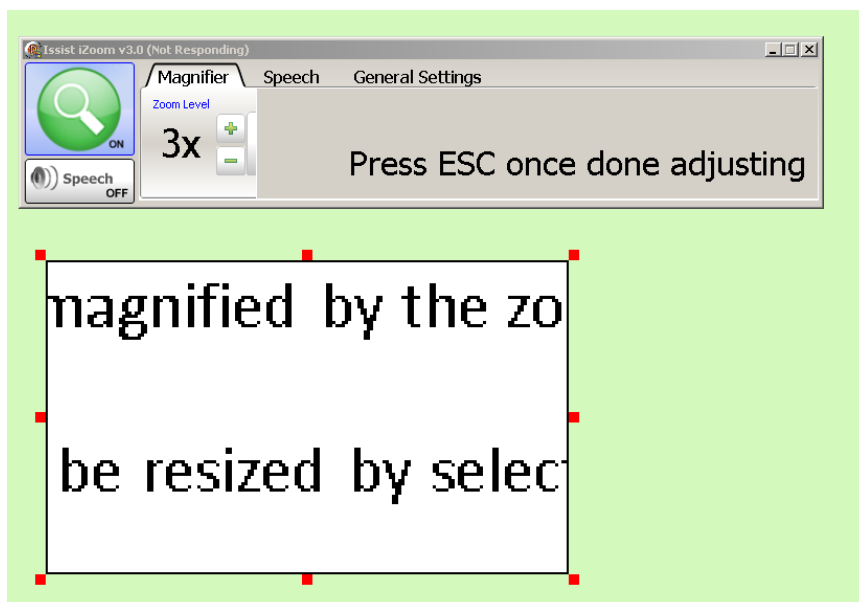 Issist iZoom v3.0 (Not Responding)
Magnifier Speech General Settings
Zoom Level
3x
ON
Press ESC once done adjusting
Speech
OFF
magnified by the zo
be resized by select